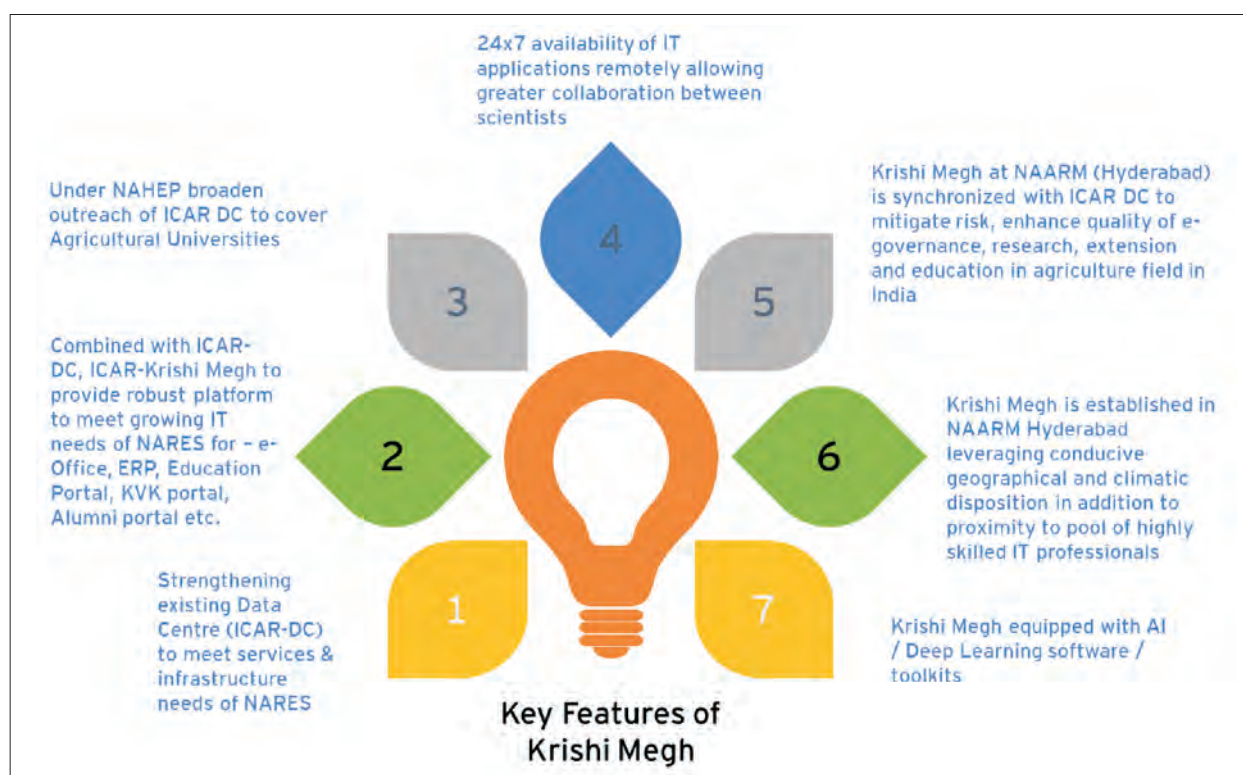 24x7 availability of IT
applications remotely allowing
greater collaboration between
scientists
Under NAHEP broaden
outreach of ICAR DC to cover
Agricultural Universities
3
4
5
Krishi Megh at NAARM (Hyderabad)
is synchronized with ICAR DC to
mitigate risk, enhance quality of e-
governance, research, extension
and education in agriculture field in
India
Combined with ICAR-
DC, ICAR-Krishi Megh to
provide robust platform
to meet growing IT
needs of NARES for – e-
Office, ERP, Education
Portal, KVK portal,
Alumni portal etc.
2
6
Krishi Megh is established in
NAARM Hyderabad
leveraging conducive
geographical and climatic
disposition in addition to
proximity to pool of highly
skilled IT professionals
Strengthening
existing Data
Centre (ICAR-DC)
to meet services &
infrastructure
needs of NARES
1
7
Krishi Megh equipped with AI
/ Deep Learning software /
toolkits
Key Features of
Krishi Megh